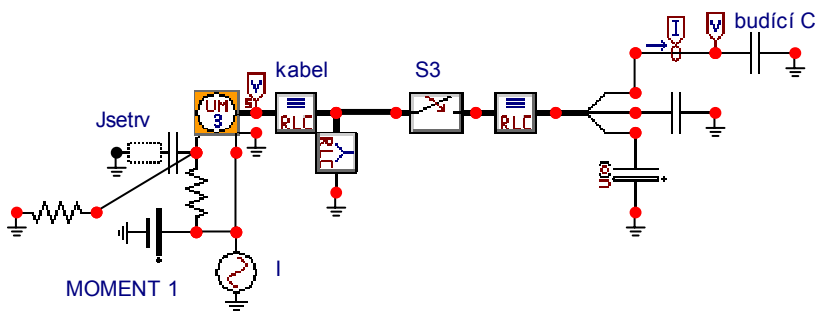 I
V
budící C
kabel
S3
UM
3
V
RLC
RLC
RLC
Jsetrv
U(0)
+
I
MOMENT 1